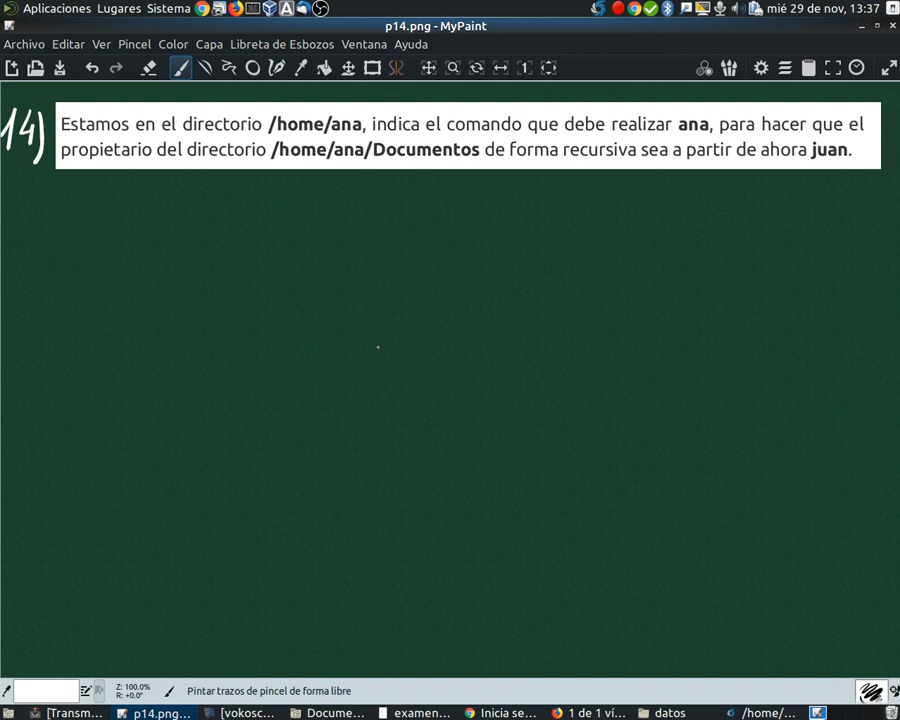 Aplicaciones Lugares Sistema mié 29 de nov, 13:37
p14.png - MyPaint
Archivo Editar Ver Pincel Color Capa Libreta de Esbozos Ventana Ayuda
14) Estamos en el directorio /home/ana, indica el comando que debe realizar ana, para hacer que el
propietario del directorio /home/ana/Documentos de forma recursiva sea a partir de ahora juan.
Z: 100.0%
R: +0.0°
Pintar trazos de pincel de forma libre
[Transm... p14.png... [vokosc... Docume... examen... Inicia se... 1 de 1 ví... datos /home/...